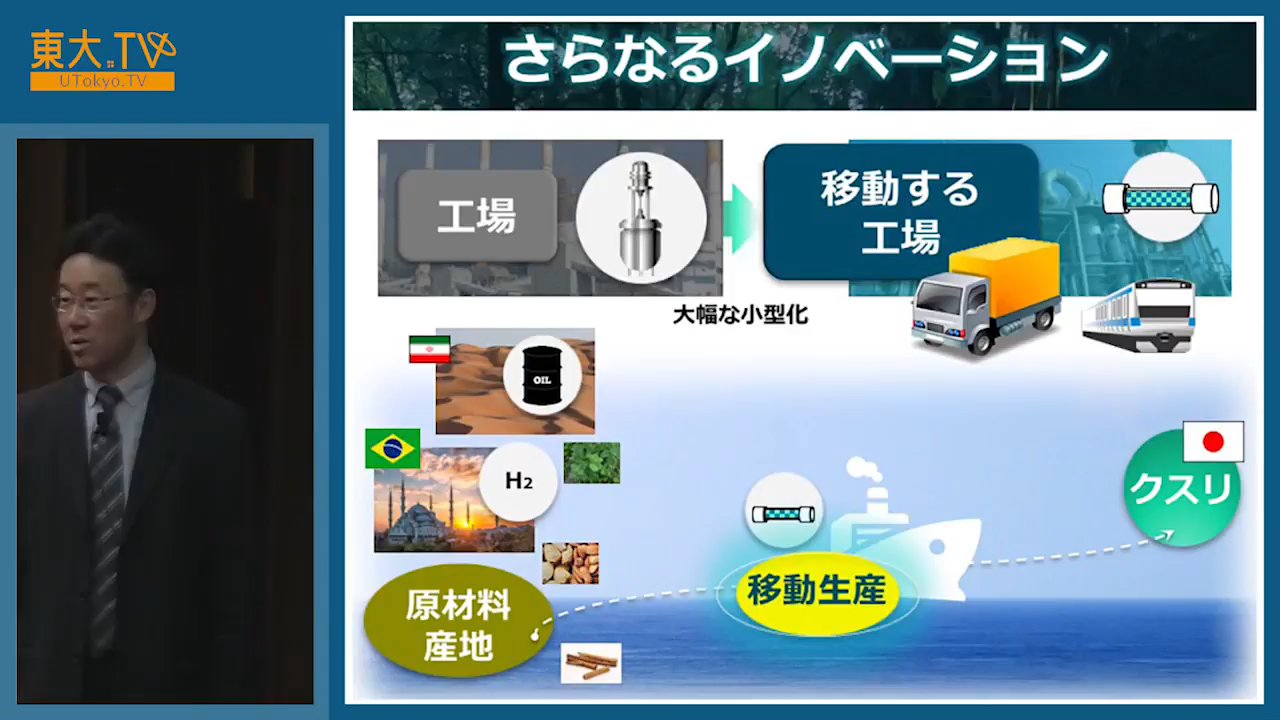 東大TV
UTokyo.TV
さらなるイノベーション
工場
移動する
工場
大幅な小型化
OIL
H₂
クスリ
移動生産
原材料
産地